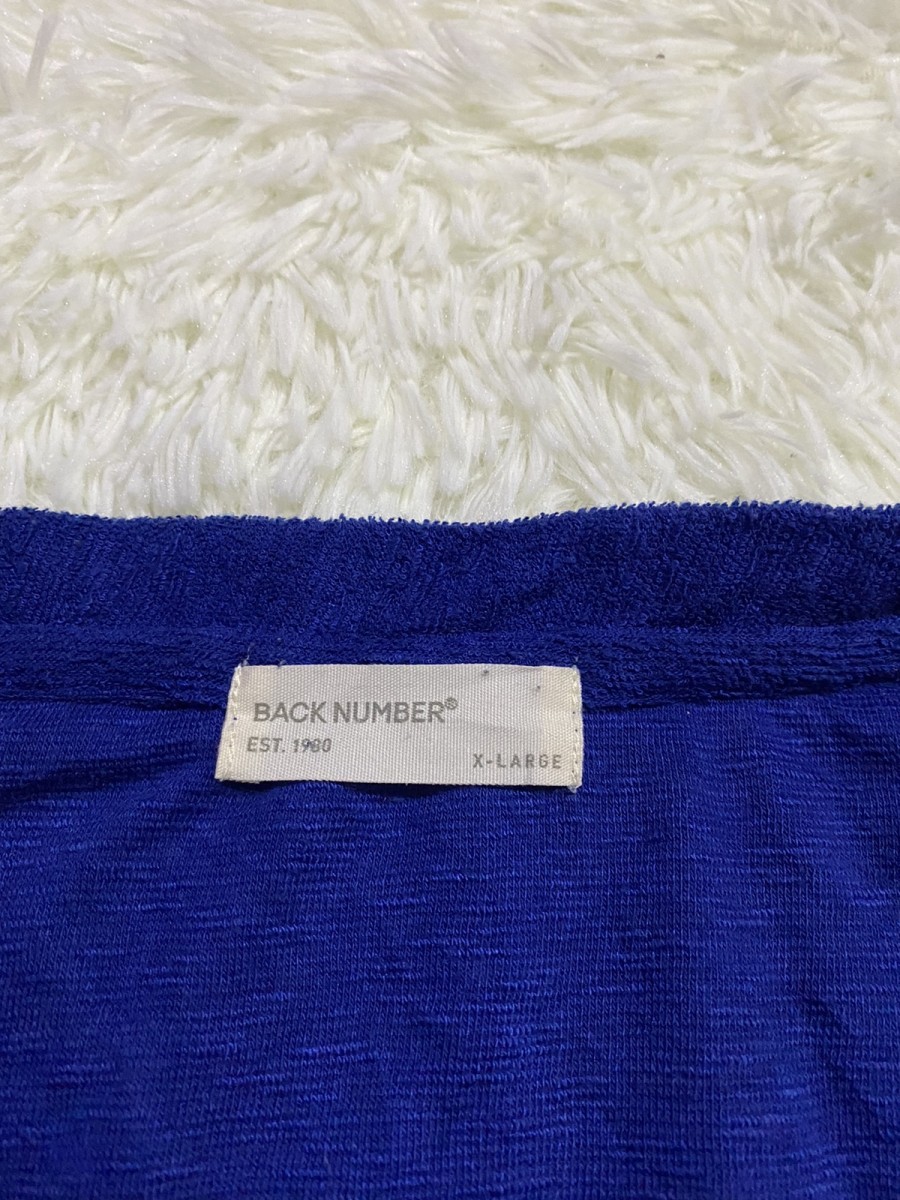 BACK NUMBER®
EST. 1980
X-LARGE